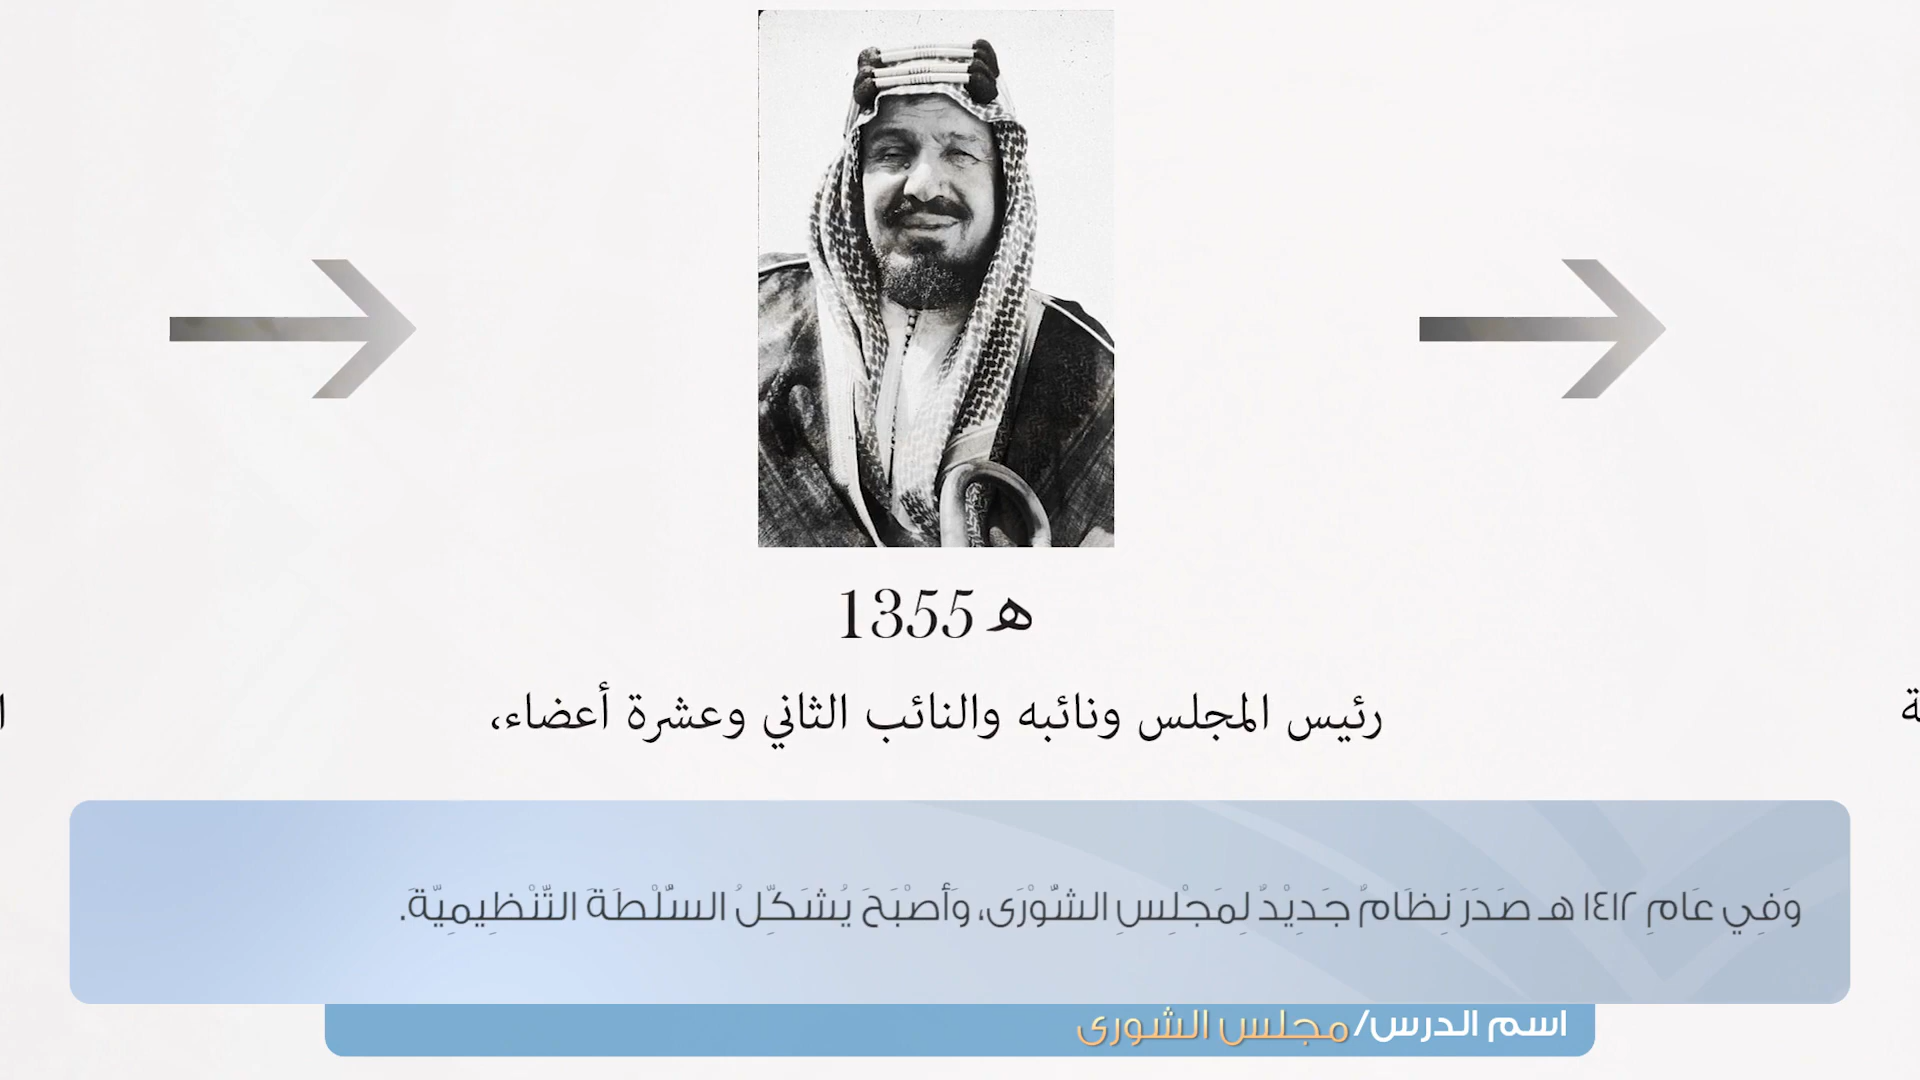 1355 ھ
رئيس المجلس ونائبه والنائب الثاني وعشرة أعضاء،
وَفِي عَامِ ١٤١٢ هـ صَدَرَ نِظَامٌ جَدِيْدٌ لِمَجْلِسِ الشُّوْرَى، وَأَصْبَحَ يُشَكِّلُ السُّلْطَةَ التَّنْظِيمِيَّةَ.
اسم الدرس/مجلس الشورى